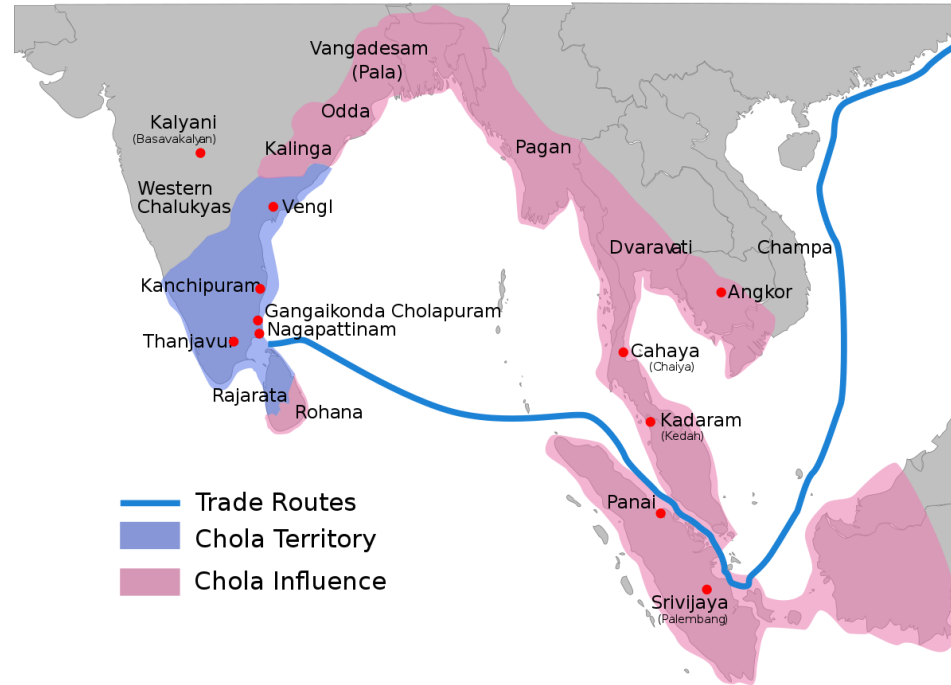 Vangadesam
(Pala)
Odda
Kalyani
(Basavakalyan)
Kalinga
Pagan
Western
Chalukyas
VengI
Dvaravati
Champa
Kanchipuram
Angkor
Gangaikonda Cholapuram
Nagapattinam
Thanjavur
Cahaya
(Chaiya)
Rajarata
Rohana
Kadaram
(Kedah)
Panai
Trade Routes
Chola Territory
Chola Influence
Srivijaya
(Palembang)